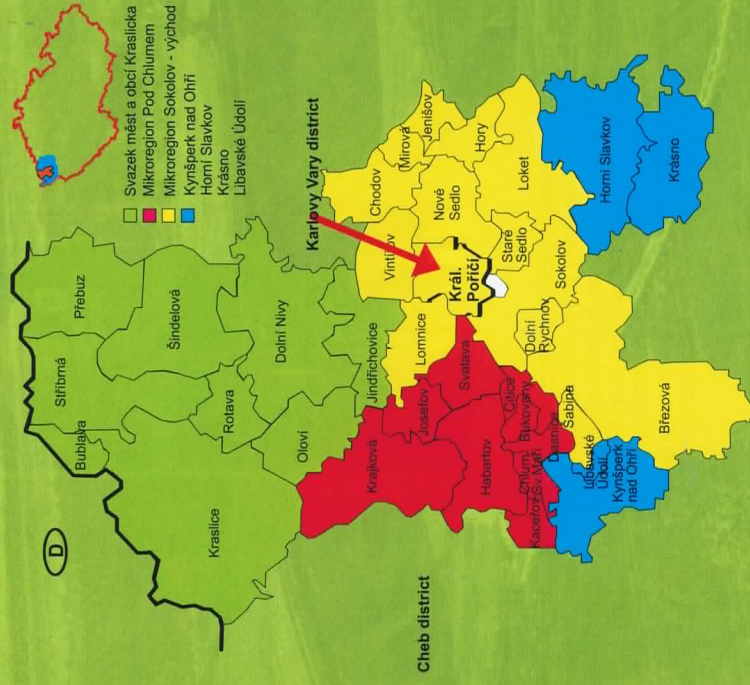 Svazek měst a obcí Kraslicka
Mikroregion Pod Chlumem
Mikroregion Sokolov - východ
Kynšperk nad Ohří
Horní Slavkov
Krásno
Libavské Údolí
D
Karlovy Vary district
Cheb district
Kraslice
Bublava
Stříbrná
Přebuz
Šindelová
Rotava
Oloví
Dolní Nivy
Jindřichovice
Krajková
Josefov
Svatava
Habartov
Citice
Bukovany
Chlum
Sv.Maří
Kaceřov
Dasnice
Šabina
Libavské
Údolí
Kynšperk
nad Ohří
Březová
Lomnice
Vintířov
Chodov
Mírová
Jenišov
Hory
Nové
Sedlo
Loket
Král.
Poříčí
Staré
Sedlo
Sokolov
Dolní
Rychnov
Horní Slavkov
Krásno